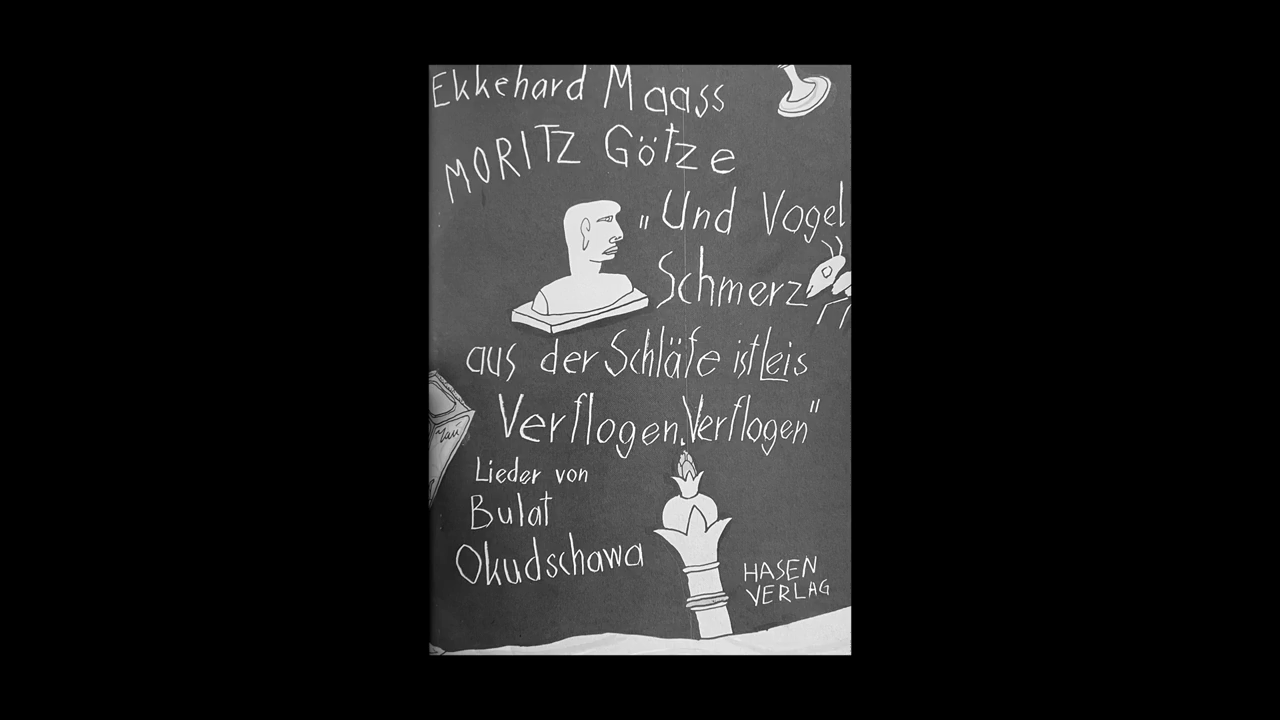 Ekkehard Maass
MORITZ Götze
„Und Vogel
Schmerz
aus der Schläfe ist Leis
Verflogen, Verflogen"
Lieder von
Bulat
Okudschawa
HASEN
VERLAG